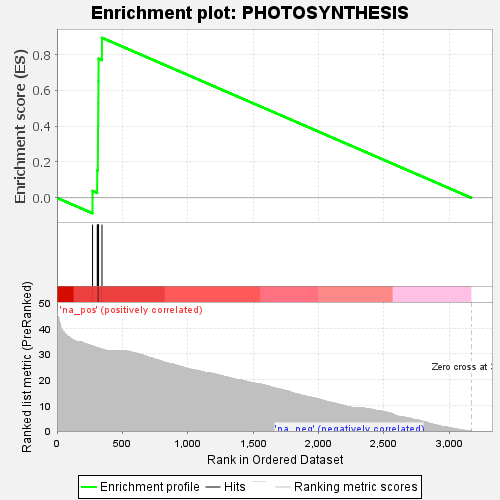 Enrichment plot: PHOTOSYNTHESIS
Enrichment score (ES)
0.8
0.6
0.4
0.2
0.0
'na_pos' (positively correlated)
Ranked list metric (PreRanked)
50
40
30
20
10
0
Zero cross at
'na_neg' (negatively correlated)
0 500 1,000 1,500 2,000 2,500 3,000
Rank in Ordered Dataset
Enrichment profile Hits Ranking metric scores